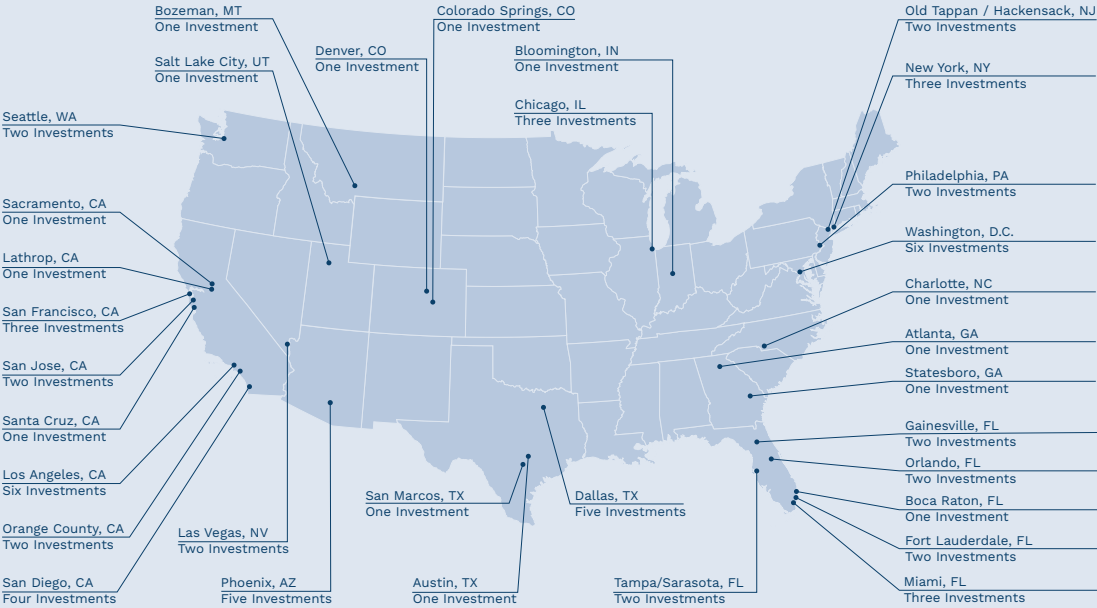 Bozeman, MT
One Investment
Colorado Springs, CO
One Investment
Old Tappan / Hackensack, NJ
Two Investments
Denver, CO
One Investment
Bloomington, IN
One Investment
Salt Lake City, UT
One Investment
New York, NY
Three Investments
Chicago, IL
Three Investments
Seattle, WA
Two Investments
Philadelphia, PA
Two Investments
Sacramento, CA
One Investment
Washington, D.C.
Six Investments
Lathrop, CA
One Investment
Charlotte, NC
One Investment
San Francisco, CA
Three Investments
Atlanta, GA
One Investment
San Jose, CA
Two Investments
Statesboro, GA
One Investment
Santa Cruz, CA
One Investment
Gainesville, FL
Two Investments
Los Angeles, CA
Six Investments
Orlando, FL
Two Investments
San Marcos, TX
One Investment
Dallas, TX
Five Investments
Boca Raton, FL
One Investment
Orange County, CA
Two Investments
Las Vegas, NV
Two Investments
Fort Lauderdale, FL
Two Investments
San Diego, CA
Four Investments
Phoenix, AZ
Five Investments
Austin, TX
One Investment
Tampa/Sarasota, FL
Two Investments
Miami, FL
Three Investments